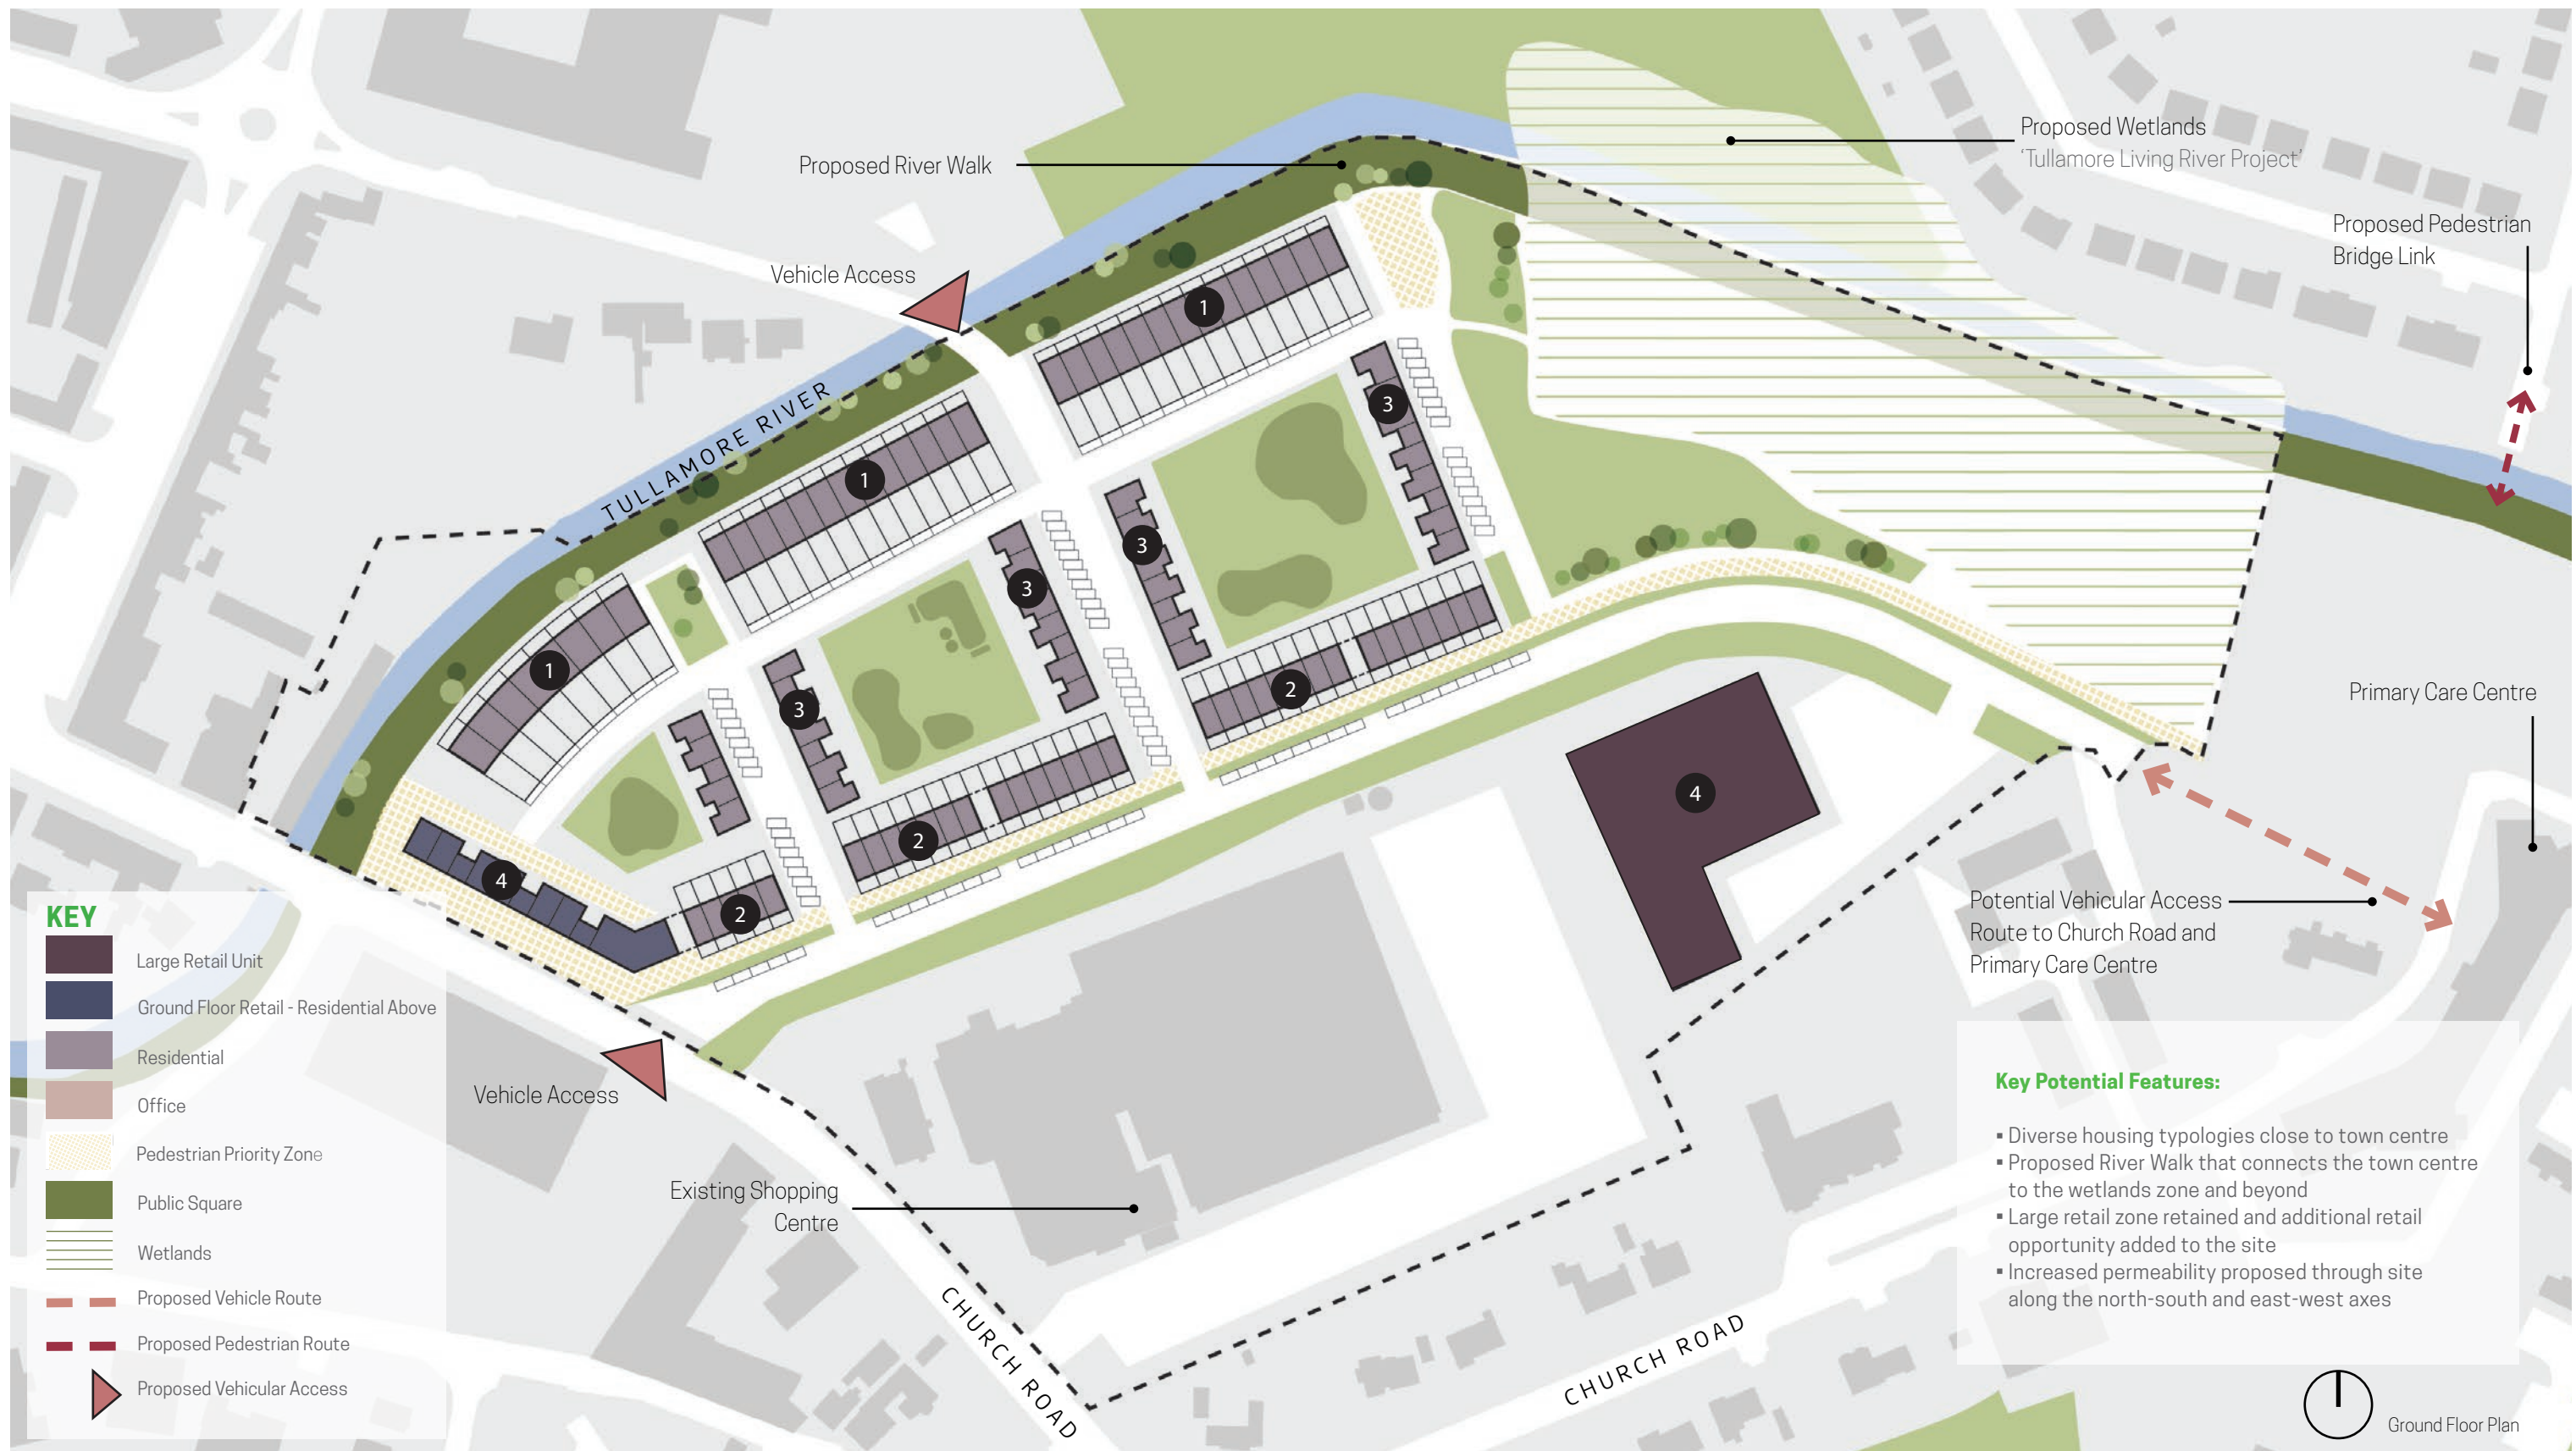 Proposed River Walk
Proposed Wetlands
‘Tullamore Living River Project’
Proposed Pedestrian
Bridge Link
Vehicle Access
TULLAMORE RIVER
1
1
1
3
3
3
3
2
2
2
4
4
Primary Care Centre
Potential Vehicular Access
Route to Church Road and
Primary Care Centre
Vehicle Access
Existing Shopping
Centre
CHURCH ROAD
CHURCH ROAD
KEY
Large Retail Unit
Ground Floor Retail - Residential Above
Residential
Office
Pedestrian Priority Zone
Public Square
Wetlands
Proposed Vehicle Route
Proposed Pedestrian Route
Proposed Vehicular Access
Key Potential Features:
▪ Diverse housing typologies close to town centre
▪ Proposed River Walk that connects the town centre
to the wetlands zone and beyond
▪ Large retail zone retained and additional retail
opportunity added to the site
▪ Increased permeability proposed through site
along the north-south and east-west axes
Ground Floor Plan